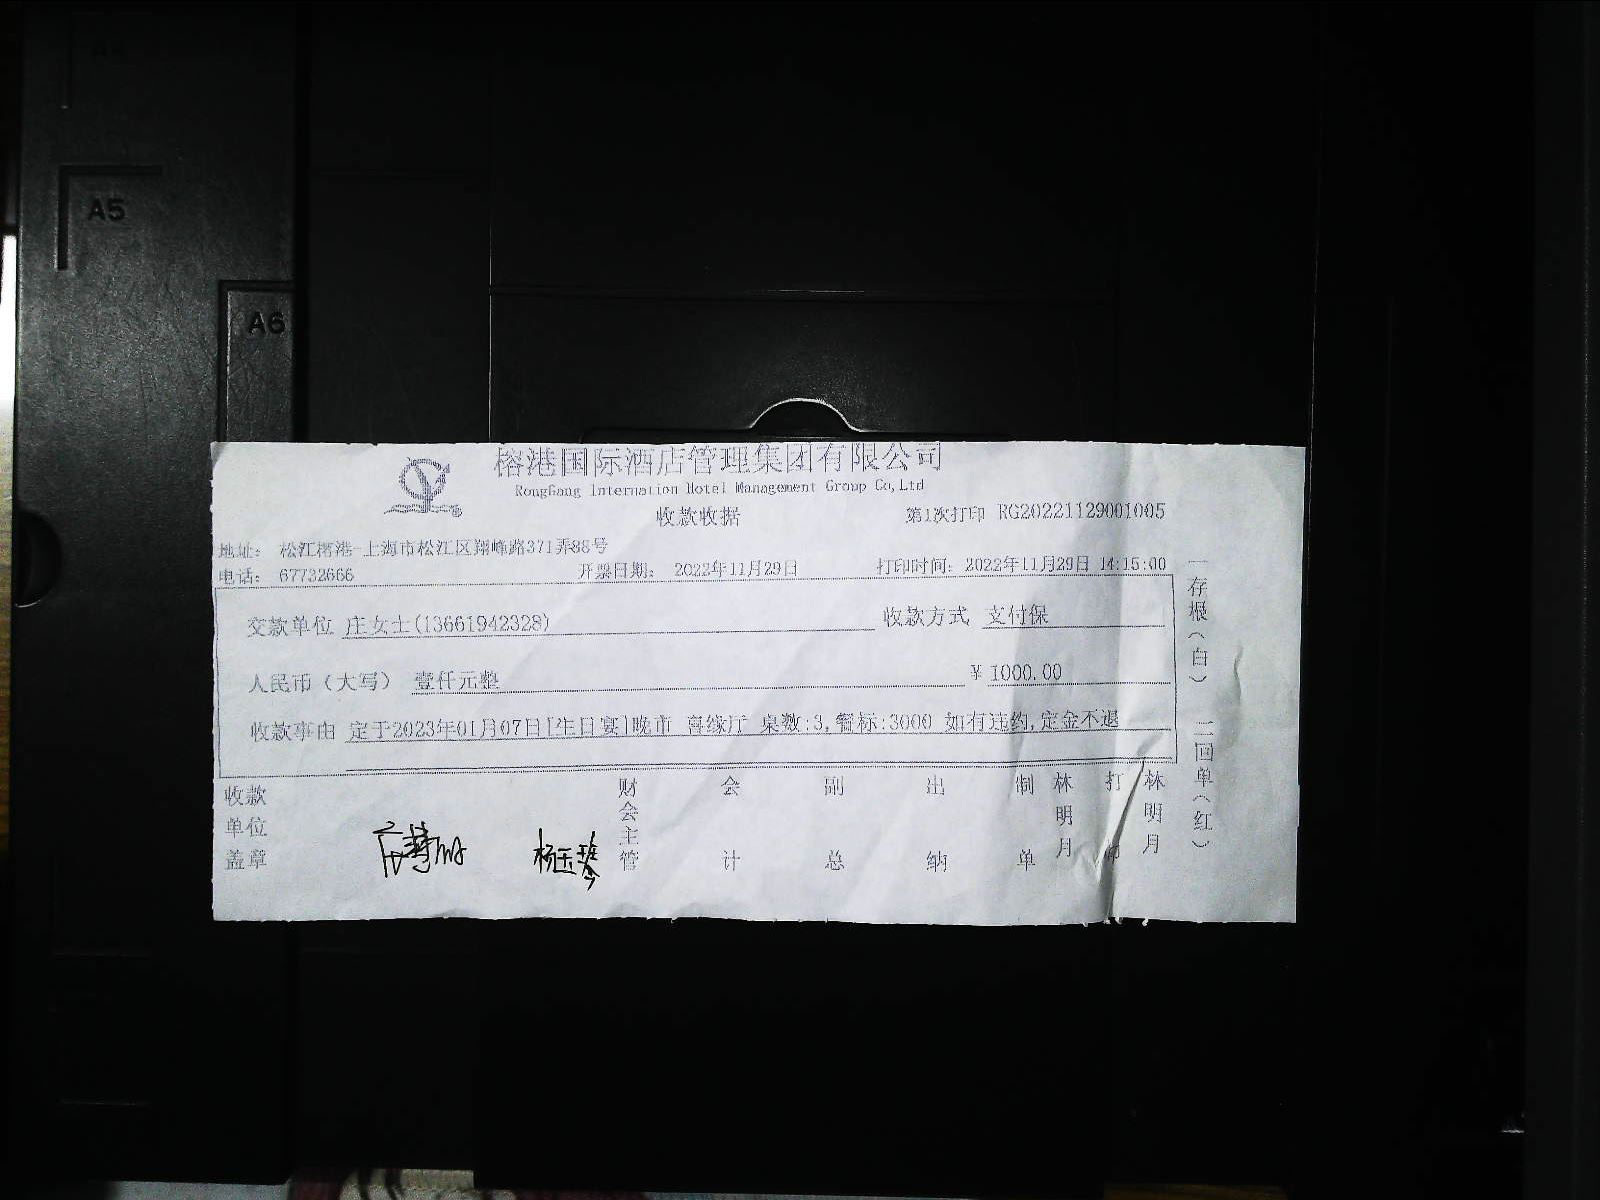 A4
A5
A6
榕港国际酒店管理集团有限公司
RongGang Internation Hotel Management Group Co,Ltd
收款收据
第1次打印 RG20221129001005
地址： 松江榕港-上海市松江区翔峰路371弄88号
电话： 67732666
开票日期： 2022年11月29日
打印时间： 2022年11月29日 14:15:00
交款单位 庄女士(13661942328)
收款方式 支付保
人民币（大写） 壹仟元整
￥1000.00
收款事由 定于2023年01月07日[生日宴]晚市 喜缘厅 桌数:3,餐标:3000 如有违约,定金不退
收款单位盖章
杨玉琴
财会主管
会计
副总
出纳
制单
林明月
打
林明月
一存根（白） 二回单（红）